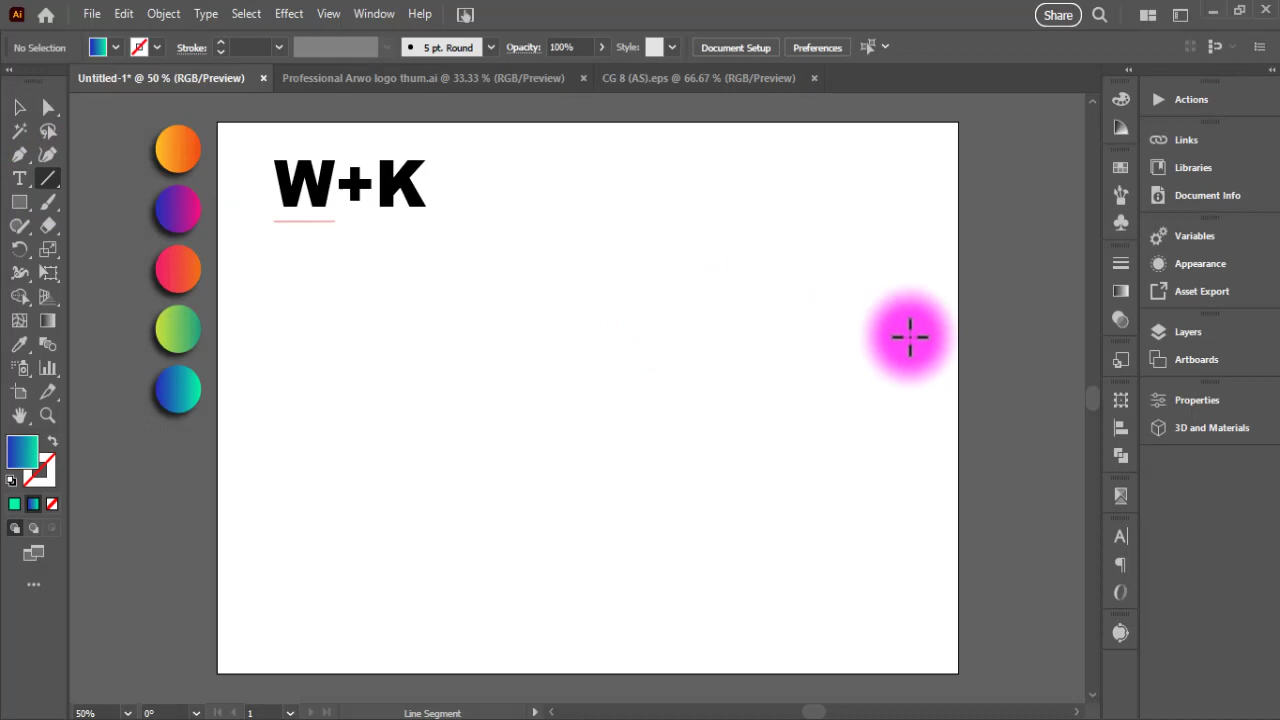 Ai File Edit Object Type Select Effect View Window Help Share
No Selection Stroke: 5 pt. Round Opacity: 100% Style: Document Setup Preferences
Untitled-1* @ 50 % (RGB/Preview) × Professional Arwo logo thum.ai @ 33.33 % (RGB/Preview) × CG 8 (AS).eps @ 66.67 % (RGB/Preview) ×
Actions
Links
Libraries
Document Info
Variables
Appearance
Asset Export
Layers
Artboards
Properties
3D and Materials
W+K
50% 0° 1 Line Segment